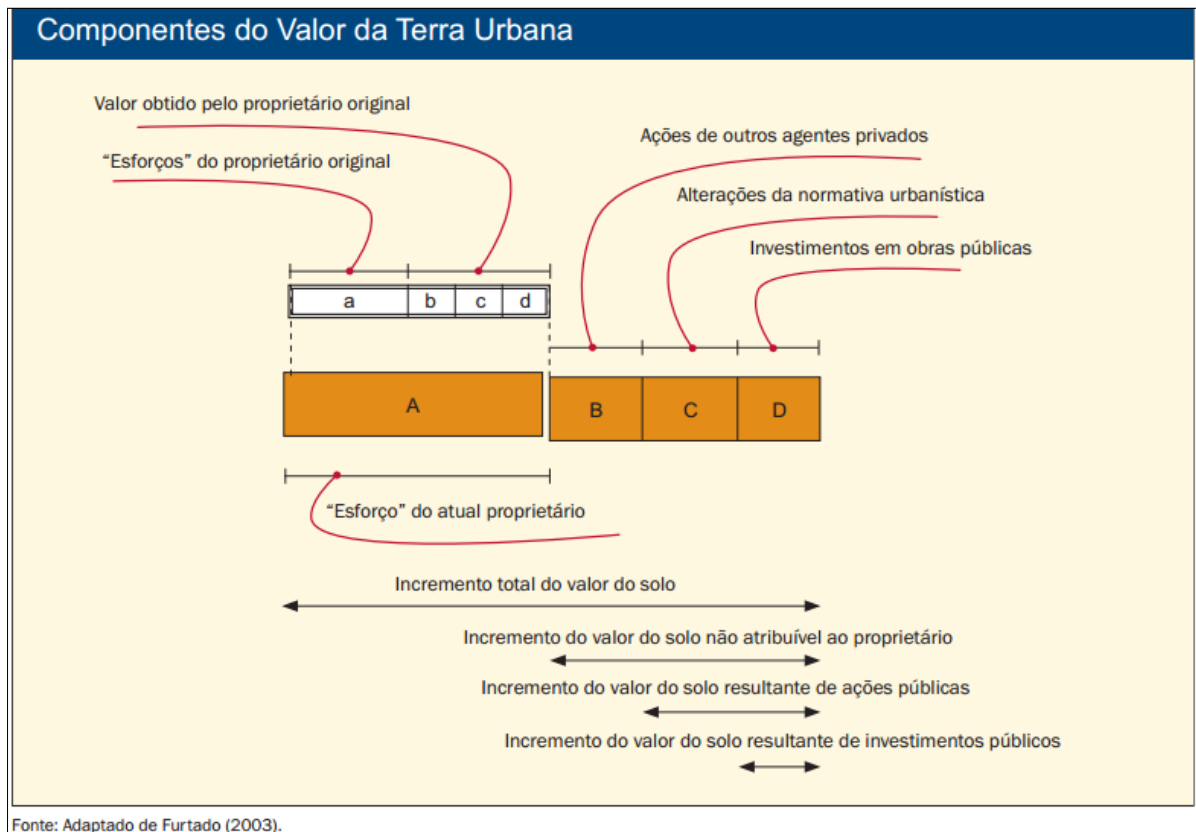 Componentes do Valor da Terra Urbana
Valor obtido pelo proprietário original
“Esforços” do proprietário original
Ações de outros agentes privados
Alterações da normativa urbanística
Investimentos em obras públicas
a b c d
A B C D
“Esforço” do atual proprietário
Incremento total do valor do solo
Incremento do valor do solo não atribuível ao proprietário
Incremento do valor do solo resultante de ações públicas
Incremento do valor do solo resultante de investimentos públicos
Fonte: Adaptado de Furtado (2003).